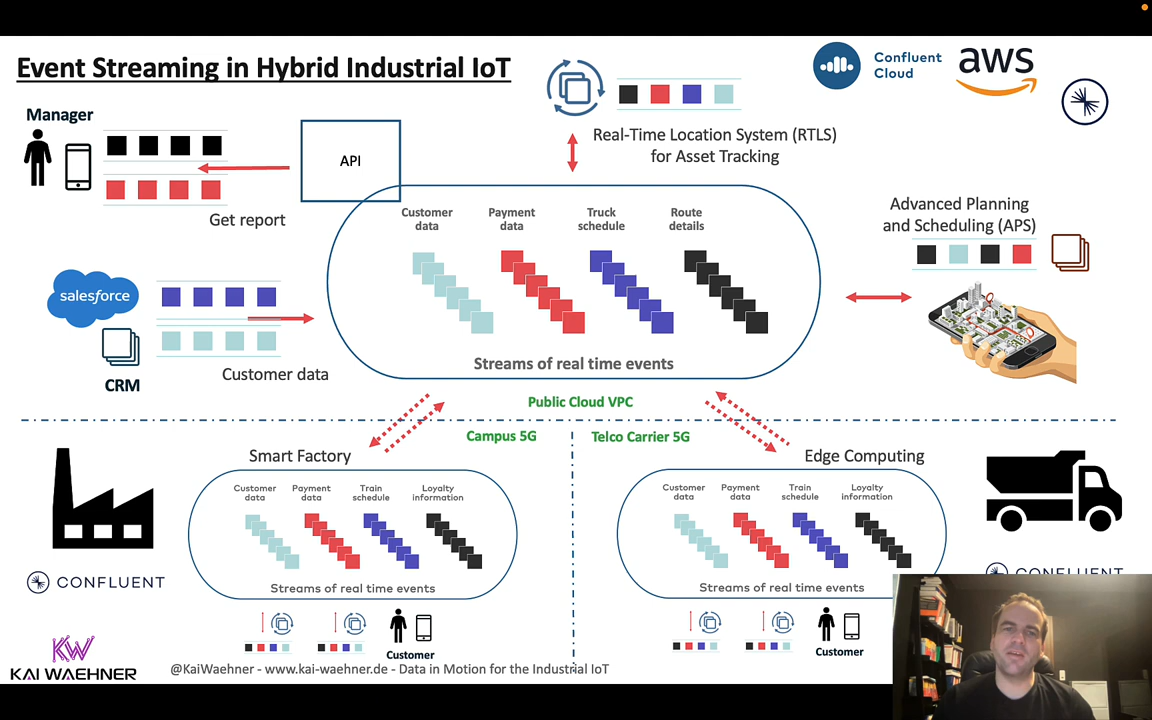 Event Streaming in Hybrid Industrial IoT
Confluent
Cloud
aws
Manager
API
Get report
Real-Time Location System (RTLS)
for Asset Tracking
Advanced Planning
and Scheduling (APS)
salesforce
CRM
Customer data
Customer
data
Payment
data
Truck
schedule
Route
details
Streams of real time events
Public Cloud VPC
Campus 5G
Telco Carrier 5G
Smart Factory
Customer
data
Payment
data
Train
schedule
Loyalty
information
Streams of real time events
CONFLUENT
Customer
Edge Computing
Customer
data
Payment
data
Train
schedule
Loyalty
information
Streams of real time events
CONFLUENT
Customer
KW
KAI WAEHNER
@KaiWaehner - www.kai-waehner.de - Data in Motion for the Industrial IoT